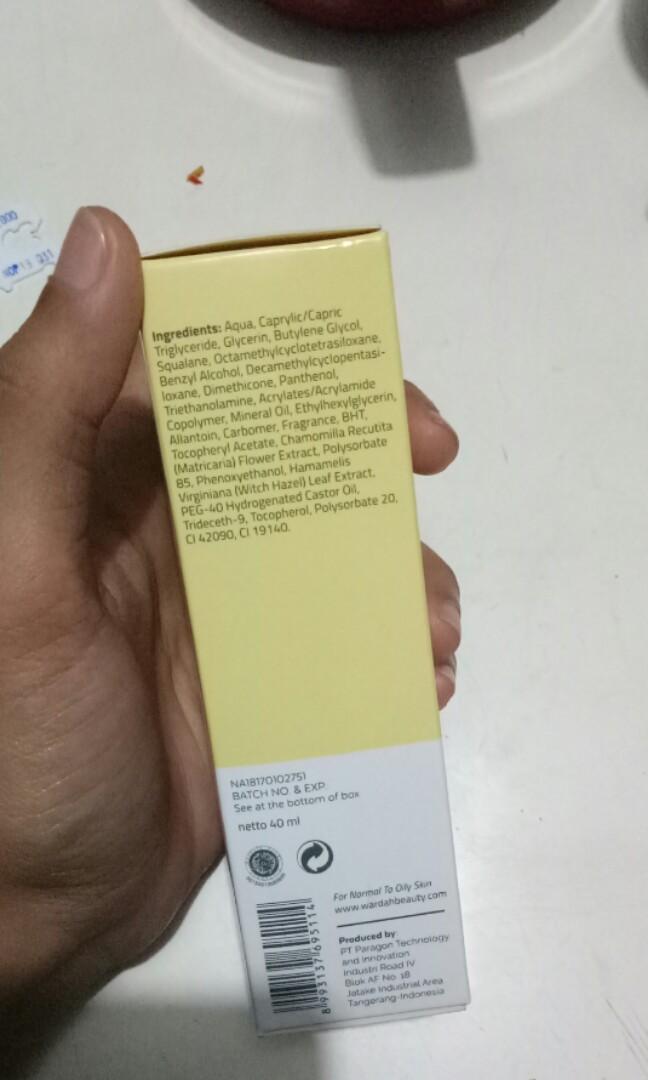 000
Ingredients: Aqua, Caprylic/Capric
Triglyceride, Glycerin, Butylene Glycol,
Squalane, Octamethylcyclotetrasiloxane,
Benzyl Alcohol, Decamethylcyclopentasi-
loxane, Dimethicone, Panthenol,
Triethanolamine, Acrylates/Acrylamide
Copolymer, Mineral Oil, Ethylhexylglycerin,
Allantoin, Carbomer, Fragrance, BHT,
Tocopheryl Acetate, Chamomilla Recutita
(Matricaria) Flower Extract, Polysorbate
85, Phenoxyethanol, Hamamelis
Virginiana (Witch Hazel) Leaf Extract,
PEG-40 Hydrogenated Castor Oil,
Trideceth-9, Tocopherol, Polysorbate 20,
CI 42090, CI 19140.
NA18170102751
BATCH NO. & EXP.
See at the bottom of box
netto 40 ml
For Normal To Oily Skin
www.wardahbeauty.com
Produced by:
PT Paragon Technology
and Innovation
Industri Road IV
Blok AF No. 18
Jatake Industrial Area
Tangerang-Indonesia
8 993137 695114